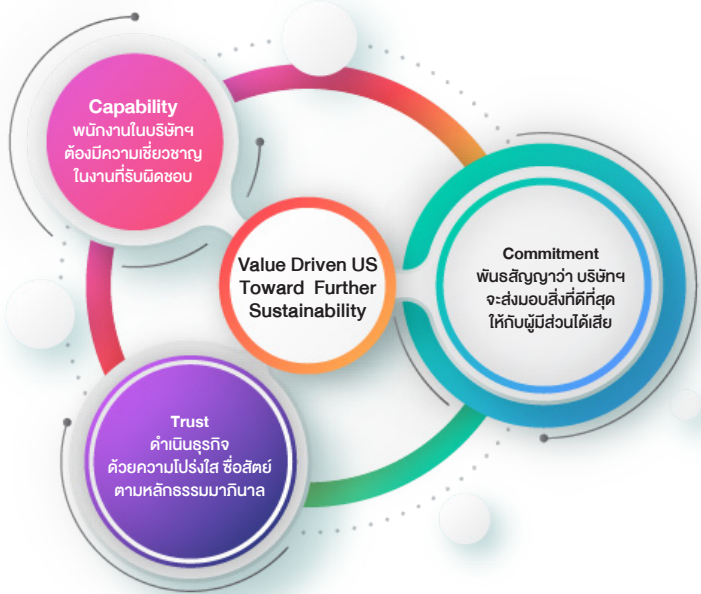 Capability
พนักงานในบริษัทฯ
ต้องมีความเชี่ยวชาญ
ในงานที่รับผิดชอบ
Value Driven US
Toward Further
Sustainability
Commitment
พันธสัญญาว่า บริษัทฯ
จะส่งมอบสิ่งที่ดีที่สุด
ให้กับผู้มีส่วนได้เสีย
Trust
ดำเนินธุรกิจ
ด้วยความโปร่งใส ซื่อสัตย์
ตามหลักธรรมมาภินาล